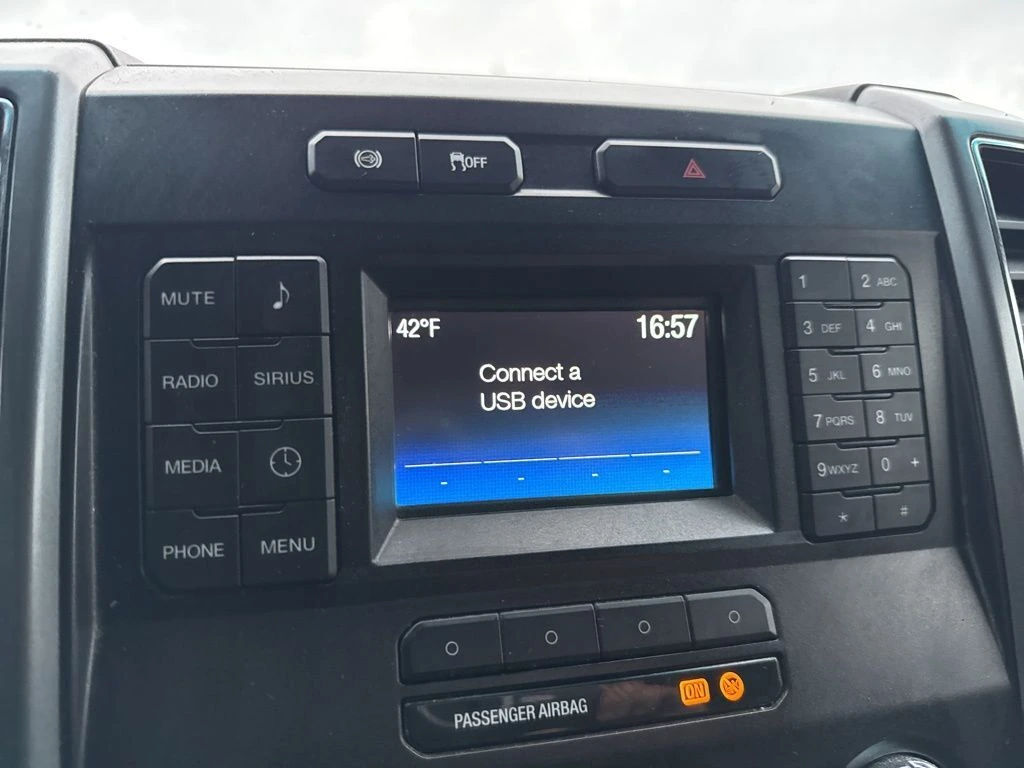 OFF
MUTE
RADIO SIRIUS
MEDIA
PHONE MENU
42°F 16:57
Connect a
USB device
- - - -
1 2 ABC
3 DEF 4 GHI
5 JKL 6 MNO
7 PQRS 8 TUV
9 WXYZ 0 +
* #
PASSENGER AIRBAG ON